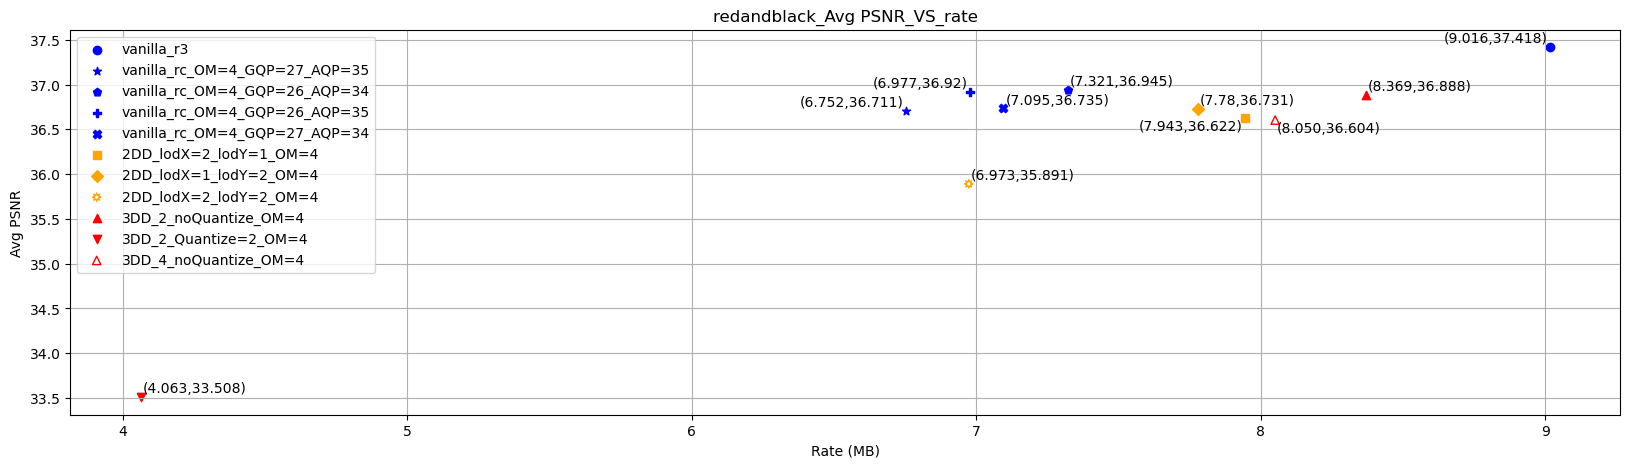 redandblack_Avg PSNR_VS_rate
37.5
37.0
36.5
36.0
35.5
35.0
34.5
34.0
33.5
Avg PSNR
vanilla_r3
vanilla_rc_OM=4_GQP=27_AQP=35
vanilla_rc_OM=4_GQP=26_AQP=34
vanilla_rc_OM=4_GQP=26_AQP=35
vanilla_rc_OM=4_GQP=27_AQP=34
2DD_lodX=2_lodY=1_OM=4
2DD_lodX=1_lodY=2_OM=4
2DD_lodX=2_lodY=2_OM=4
3DD_2_noQuantize_OM=4
3DD_2_Quantize=2_OM=4
3DD_4_noQuantize_OM=4
(9.016,37.418)
(6.977,36.92)
(7.321,36.945)
(8.369,36.888)
(6.752,36.711)
(7.095,36.735)
(7.78,36.731)
(7.943,36.622)
(8.050,36.604)
(6.973,35.891)
(4.063,33.508)
4
5
6
7
8
9
Rate (MB)